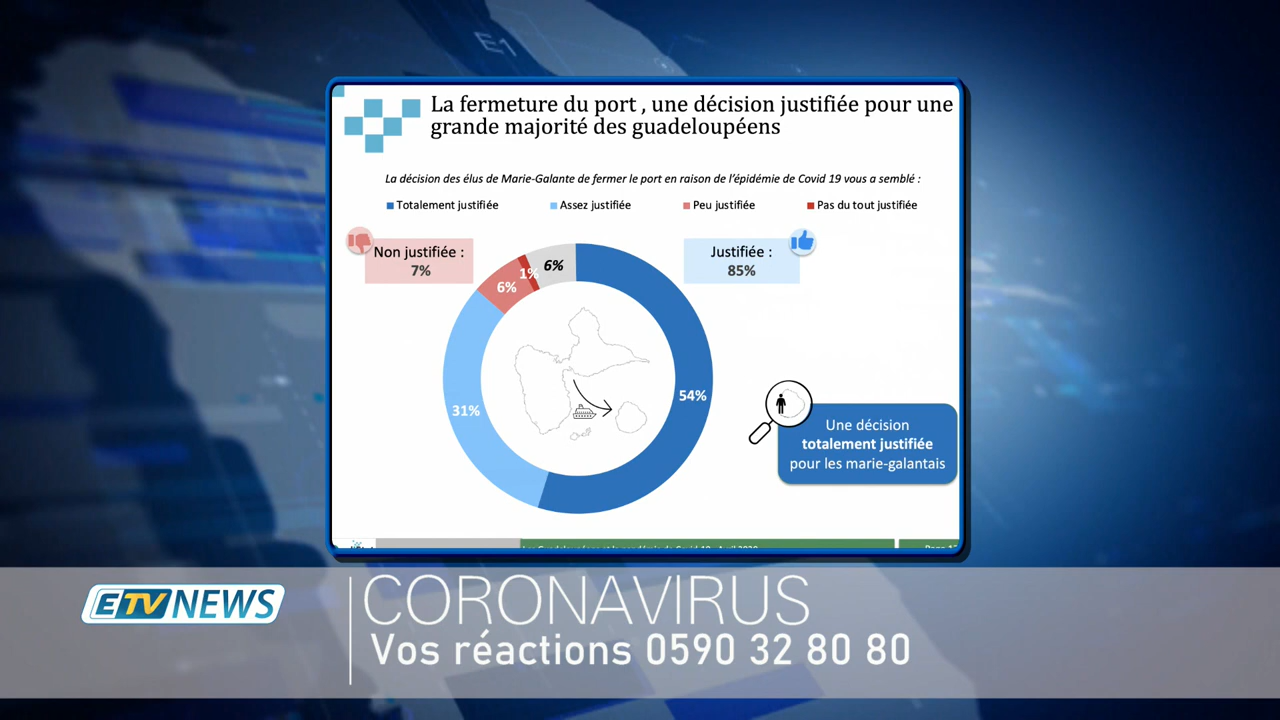 E1
La fermeture du port , une décision justifiée pour une
grande majorité des guadeloupéens
La décision des élus de Marie-Galante de fermer le port en raison de l'épidémie de Covid 19 vous a semblé :
Totalement justifiée
Assez justifiée
Peu justifiée
Pas du tout justifiée
Non justifiée :
7%
Justifiée :
85%
6%
1%
6%
31%
54%
Une décision
totalement justifiée
pour les marie-galantais
ETV NEWS
CORONAVIRUS
Vos réactions 0590 32 80 80